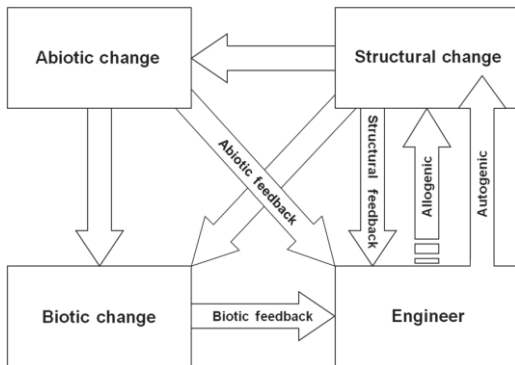 Abiotic change
Structural change
Abiotic feedback
Structural feedback
Allogenic
Autogenic
Biotic change
Biotic feedback
Engineer